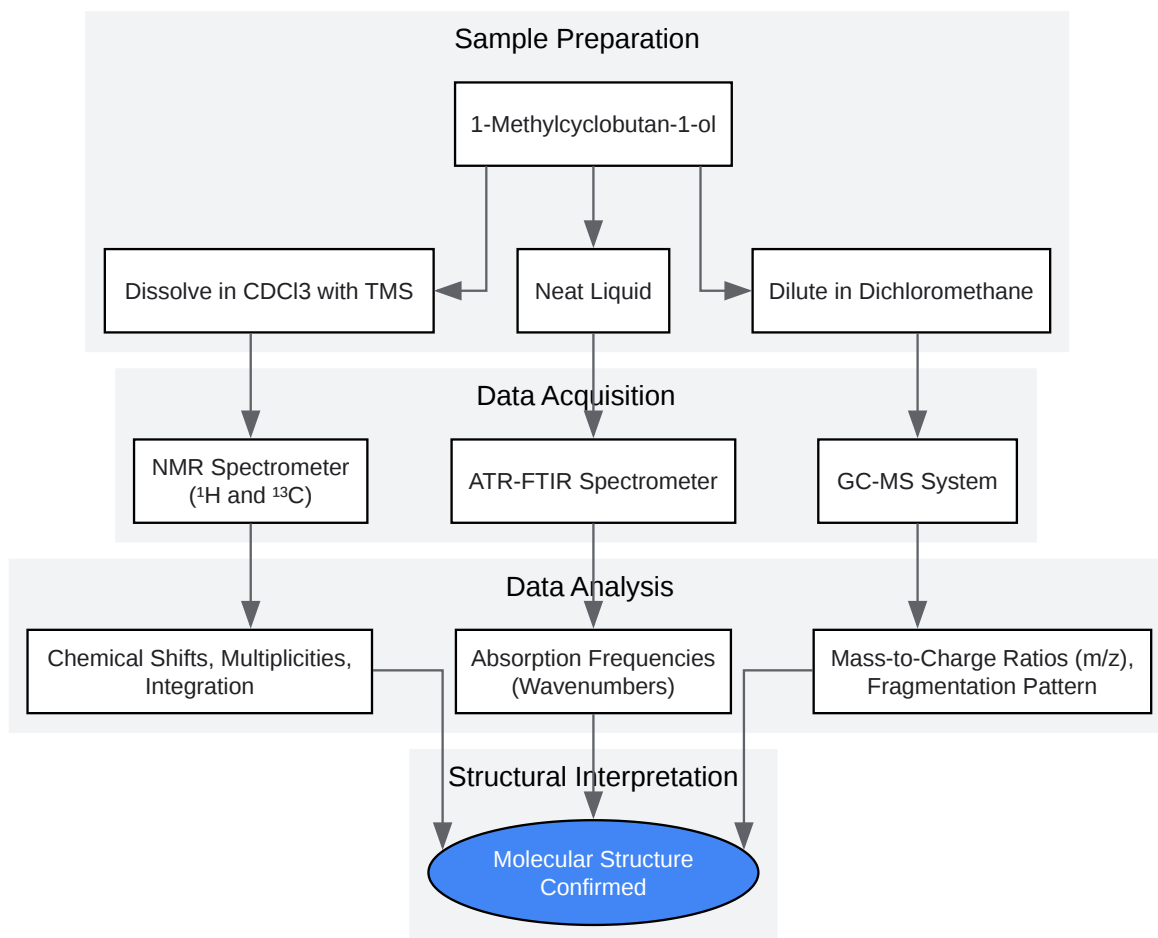 Sample Preparation
1-Methylcyclobutan-1-ol
Dissolve in CDCl3 with TMS
Neat Liquid
Dilute in Dichloromethane
Data Acquisition
NMR Spectrometer
(¹H and ¹³C)
ATR-FTIR Spectrometer
GC-MS System
Data Analysis
Chemical Shifts, Multiplicities,
Integration
Absorption Frequencies
(Wavenumbers)
Mass-to-Charge Ratios (m/z),
Fragmentation Pattern
Structural Interpretation
Molecular Structure
Confirmed